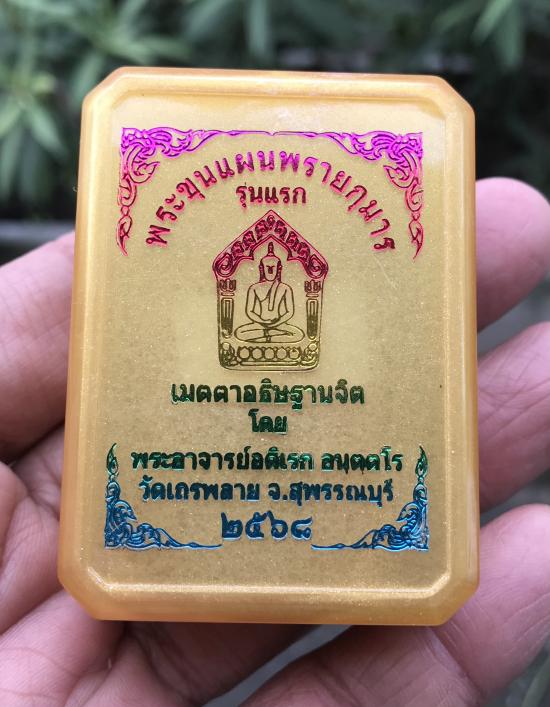 พระขุนแผนพรายกุมาร
รุ่นแรก
เมตตาอธิษฐานจิต
โดย
พระอาจารย์อดิเรก อนุตตโร
วัดเถรพลาย จ.สุพรรณบุรี
๒๕๖๘